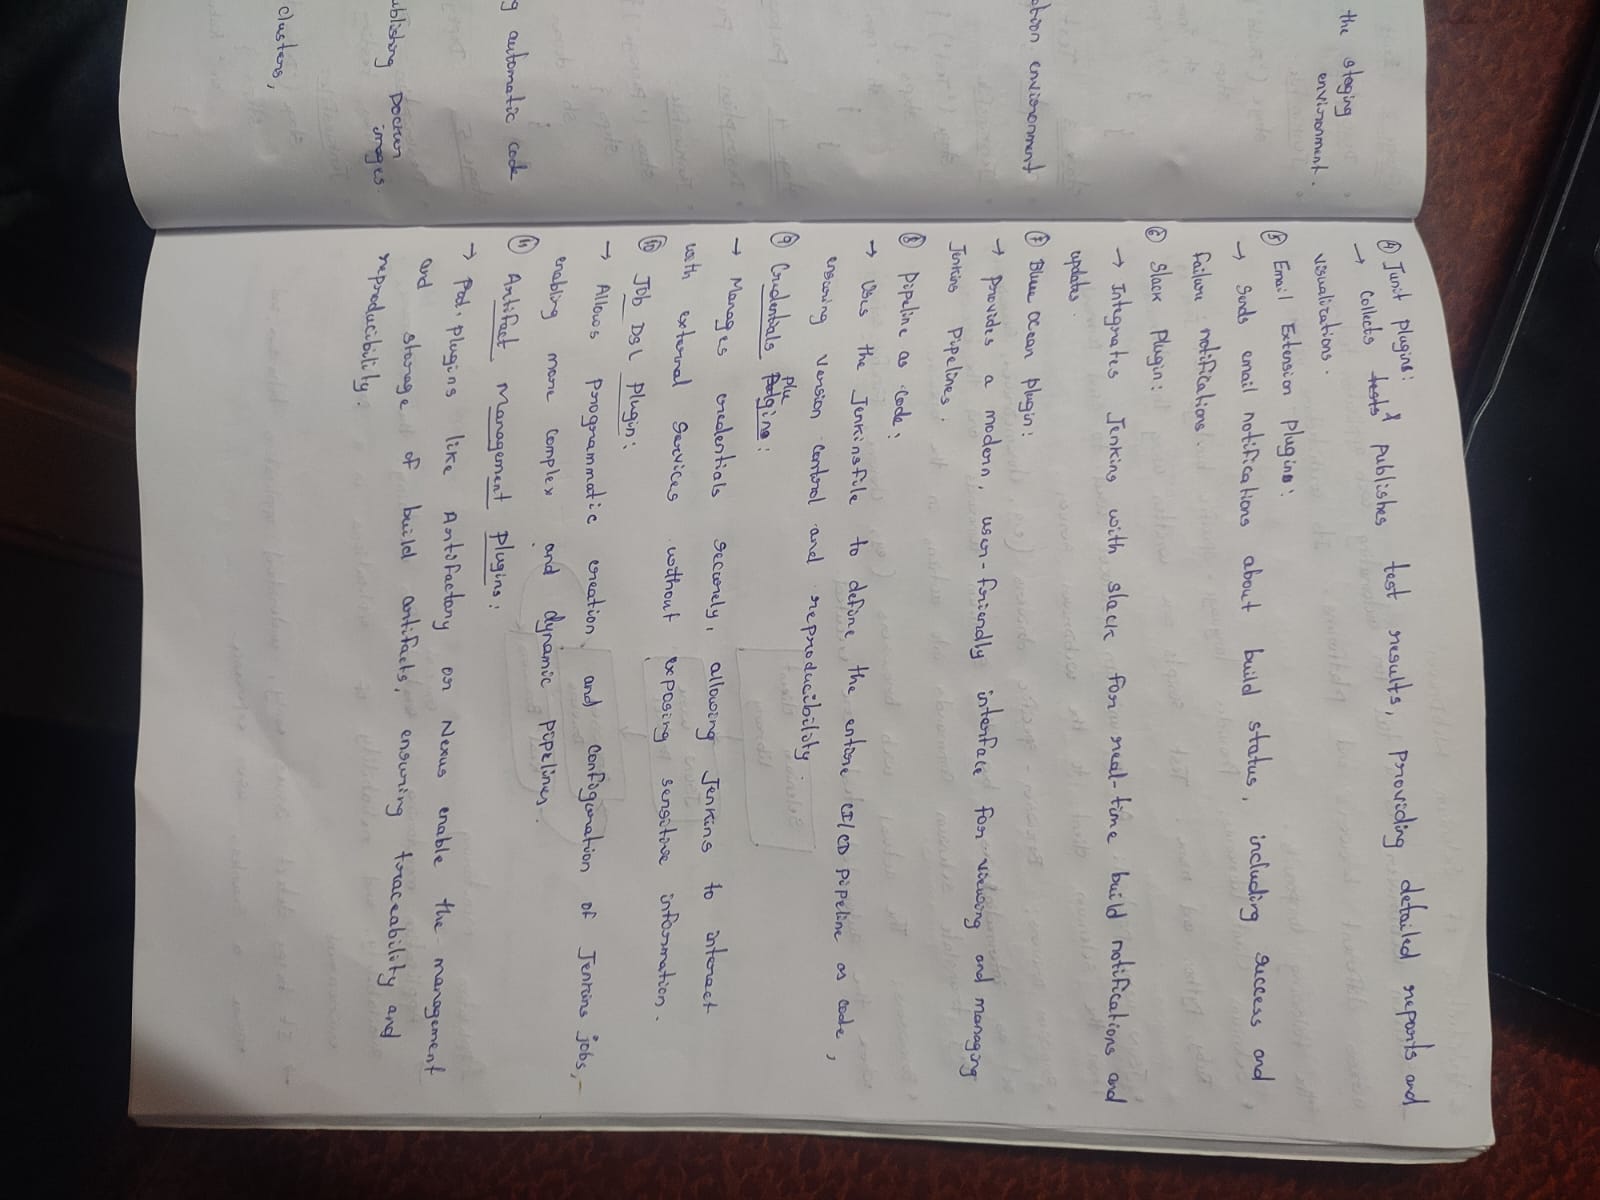 the staging
environment.
ation environment
g automatic code
ublishing Docker
images.
clusters,
④ Junit plugins:
→ Collects tests & publishes test results, providing detailed reports and
visualizations.
⑤ Email Extension plugins:
→ Sends email notifications about build status, including success and
failure notifications.
⑥ Slack Plugin:
→ Integrates Jenkins with slack for real-time build notifications and
updates.
⑦ Blue Ocean plugin:
→ provides a modern, user-friendly interface for viewing and managing
Jenkins Pipelines.
⑧ Pipeline as code:
→ Uses the Jenkinsfile to define the entire CI/CD pipeline as code,
ensuring version control and reproducibility.
⑨ Credentials Plugins:
→ Manages credentials securely, allowing Jenkins to interact
with external services without exposing sensitive information.
⑩ Job DSL Plugin:
→ Allows programmatic creation and configuration of Jenkins jobs,
enabling more complex and dynamic pipelines.
⑪ Artifact Management plugins:
→ plugins like Artifactory or Nexus enable the management
and storage of build artifacts, ensuring traceability and
reproducibility.